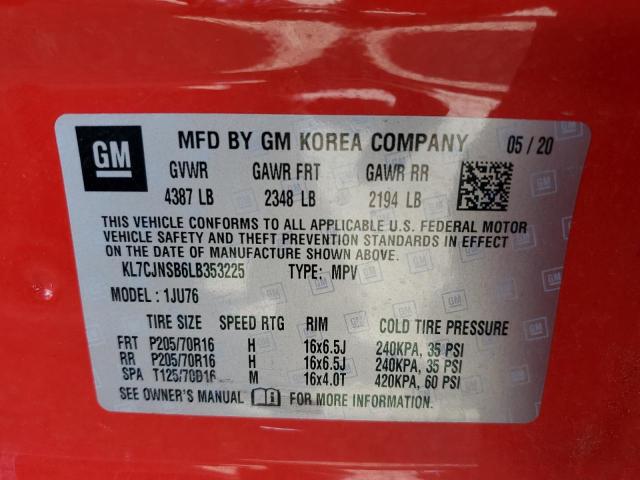 GM MFD BY GM KOREA COMPANY 05 / 20
GVWR GAWR FRT GAWR RR
4387 LB 2348 LB 2194 LB
THIS VEHICLE CONFORMS TO ALL APPLICABLE U.S. FEDERAL MOTOR
VEHICLE SAFETY AND THEFT PREVENTION STANDARDS IN EFFECT
ON THE DATE OF MANUFACTURE SHOWN ABOVE.
KL7CJNSB6LB353225 TYPE: MPV
MODEL : 1JU76
TIRE SIZE SPEED RTG RIM COLD TIRE PRESSURE
FRT P205/70R16 H 16x6.5J 240KPA, 35 PSI
RR P205/70R16 H 16x6.5J 240KPA, 35 PSI
SPA T125/70D16 M 16x4.0T 420KPA, 60 PSI
SEE OWNER'S MANUAL i FOR MORE INFORMATION.